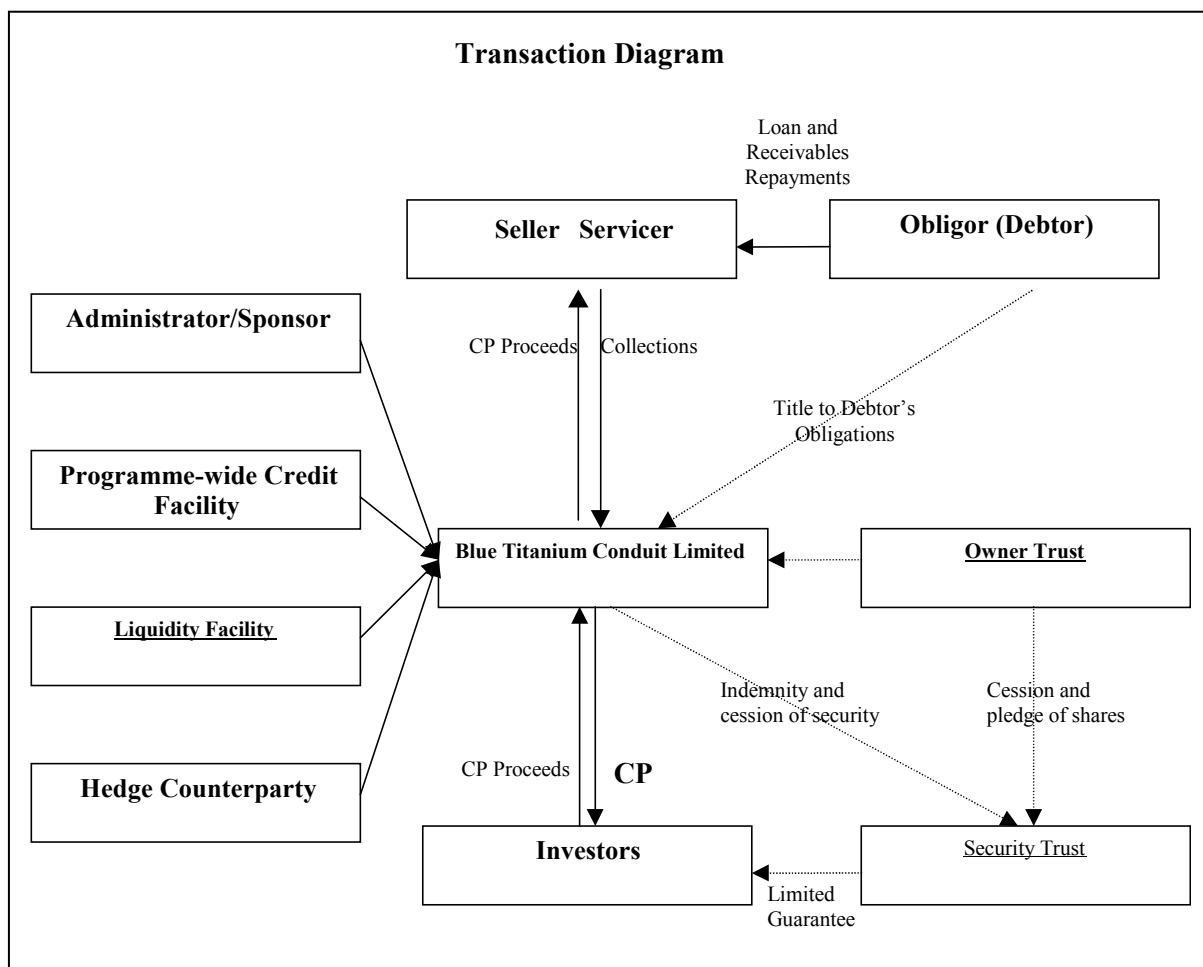 Transaction Diagram
Loan and
Receivables
Repayments
Seller Servicer
Obligor (Debtor)
Administrator/Sponsor
CP Proceeds
Collections
Title to Debtor’s
Obligations
Programme-wide Credit
Facility
Blue Titanium Conduit Limited
Owner Trust
Liquidity Facility
Indemnity and
cession of security
Cession and
pledge of shares
CP Proceeds
CP
Hedge Counterparty
Investors
Security Trust
Limited
Guarantee